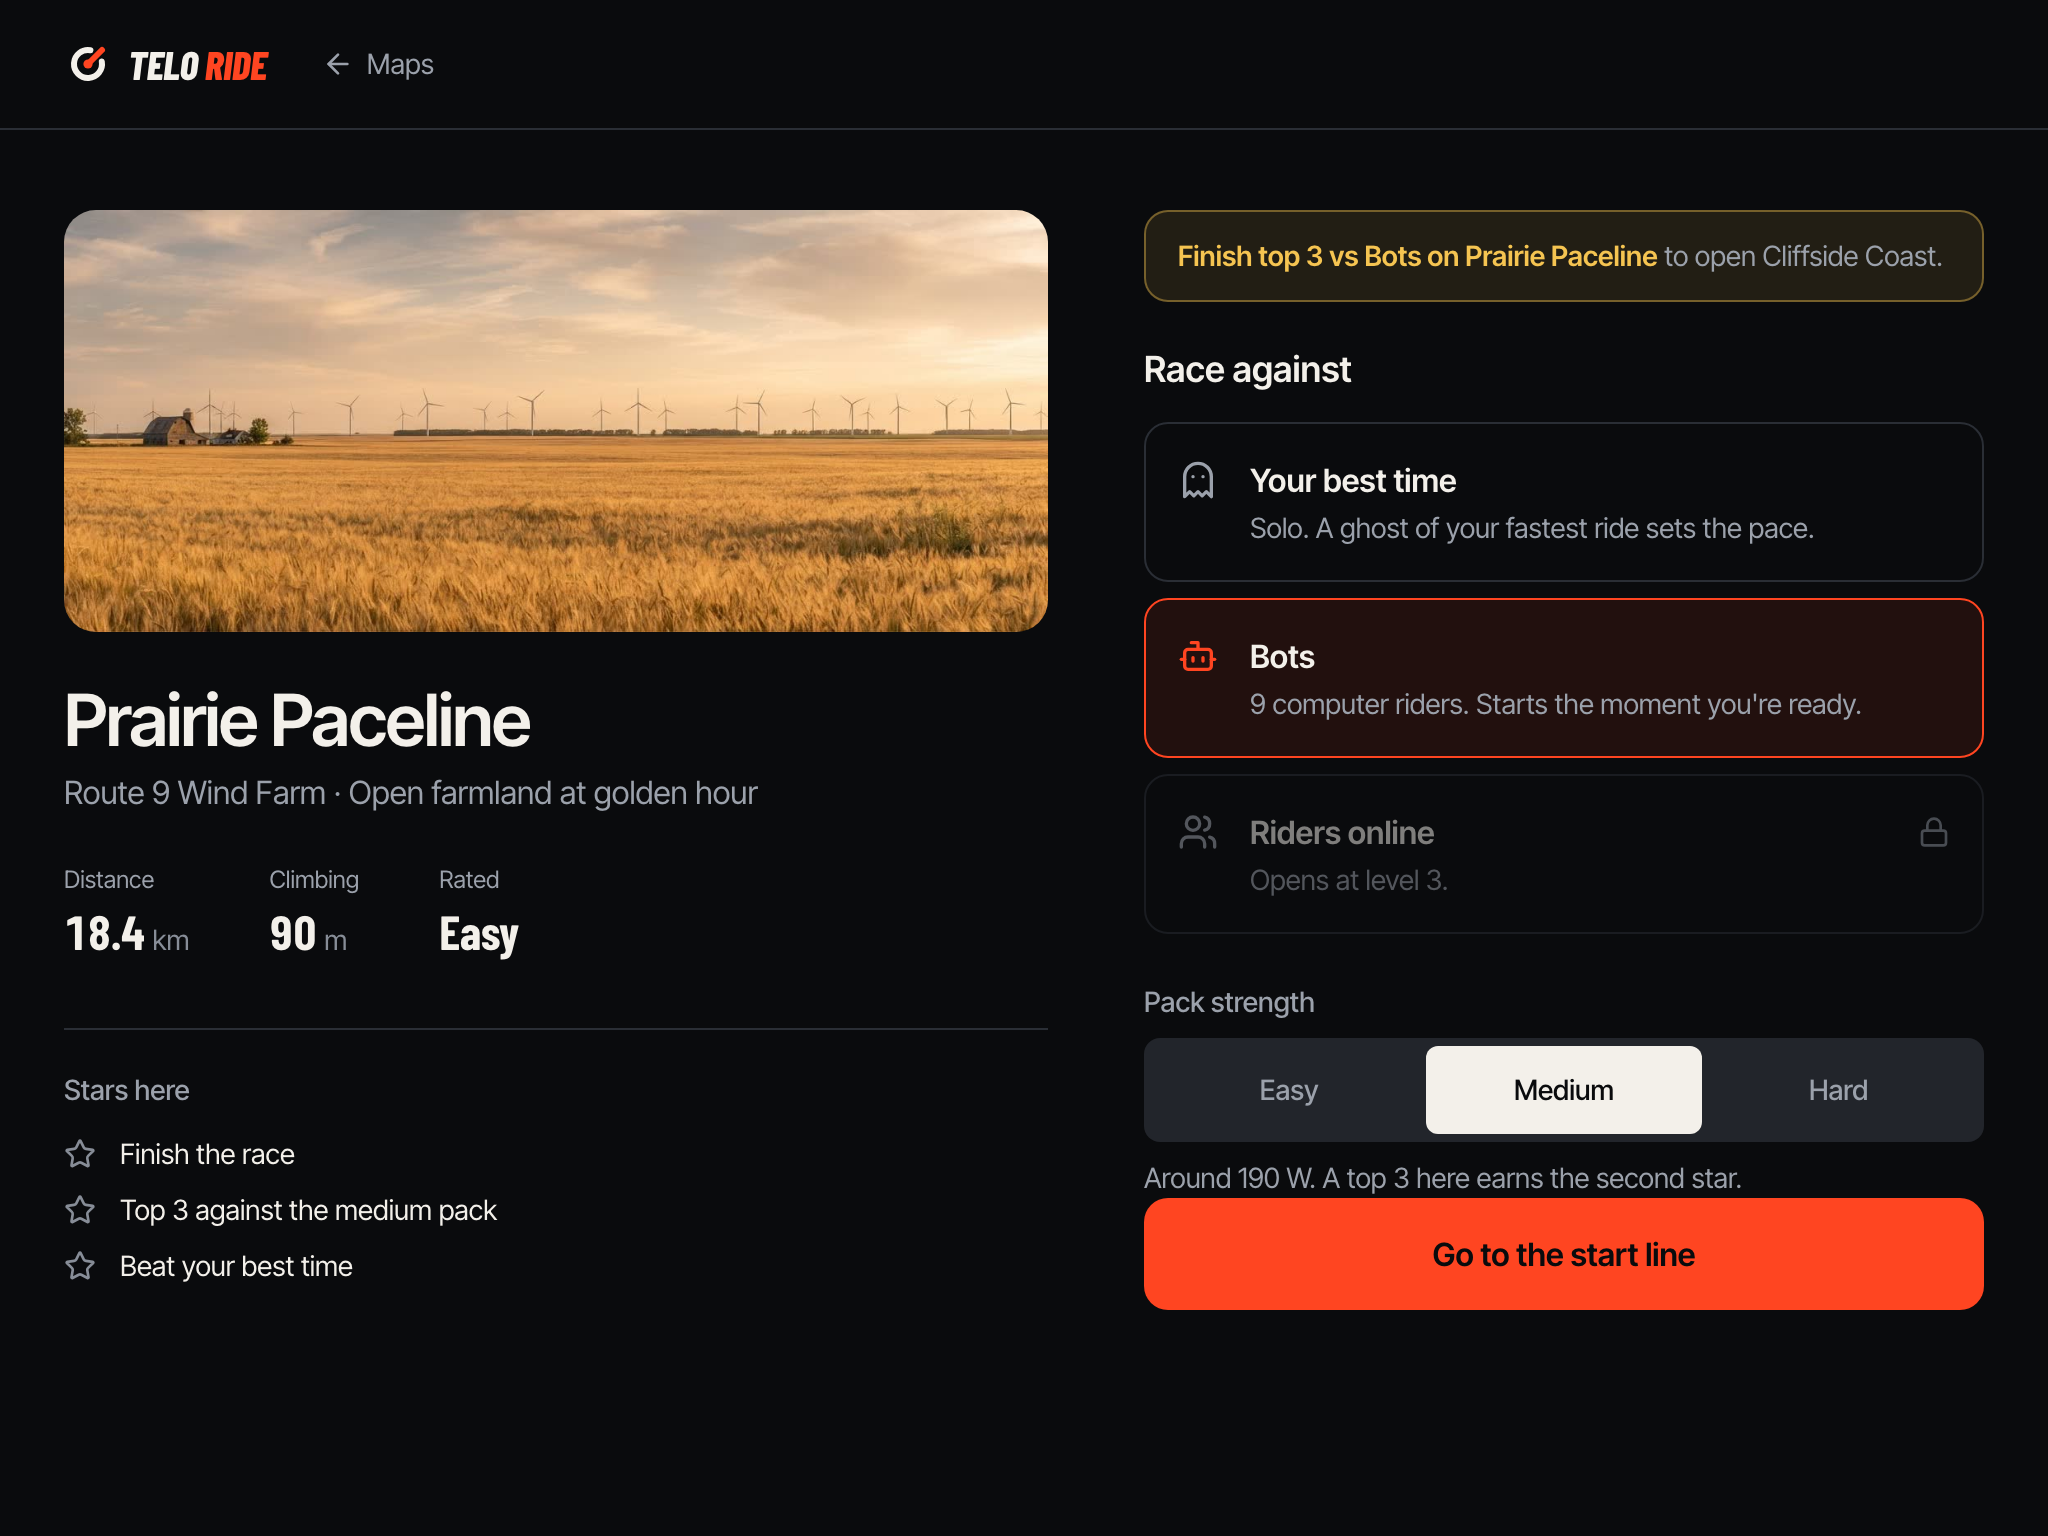 TELO RIDE
Maps
Prairie Paceline
Route 9 Wind Farm · Open farmland at golden hour
Distance Climbing Rated
18.4 km 90 m Easy
Stars here
Finish the race
Top 3 against the medium pack
Beat your best time
Finish top 3 vs Bots on Prairie Paceline to open Cliffside Coast.
Race against
Your best time
Solo. A ghost of your fastest ride sets the pace.
Bots
9 computer riders. Starts the moment you're ready.
Riders online
Opens at level 3.
Pack strength
Easy Medium Hard
Around 190 W. A top 3 here earns the second star.
Go to the start line